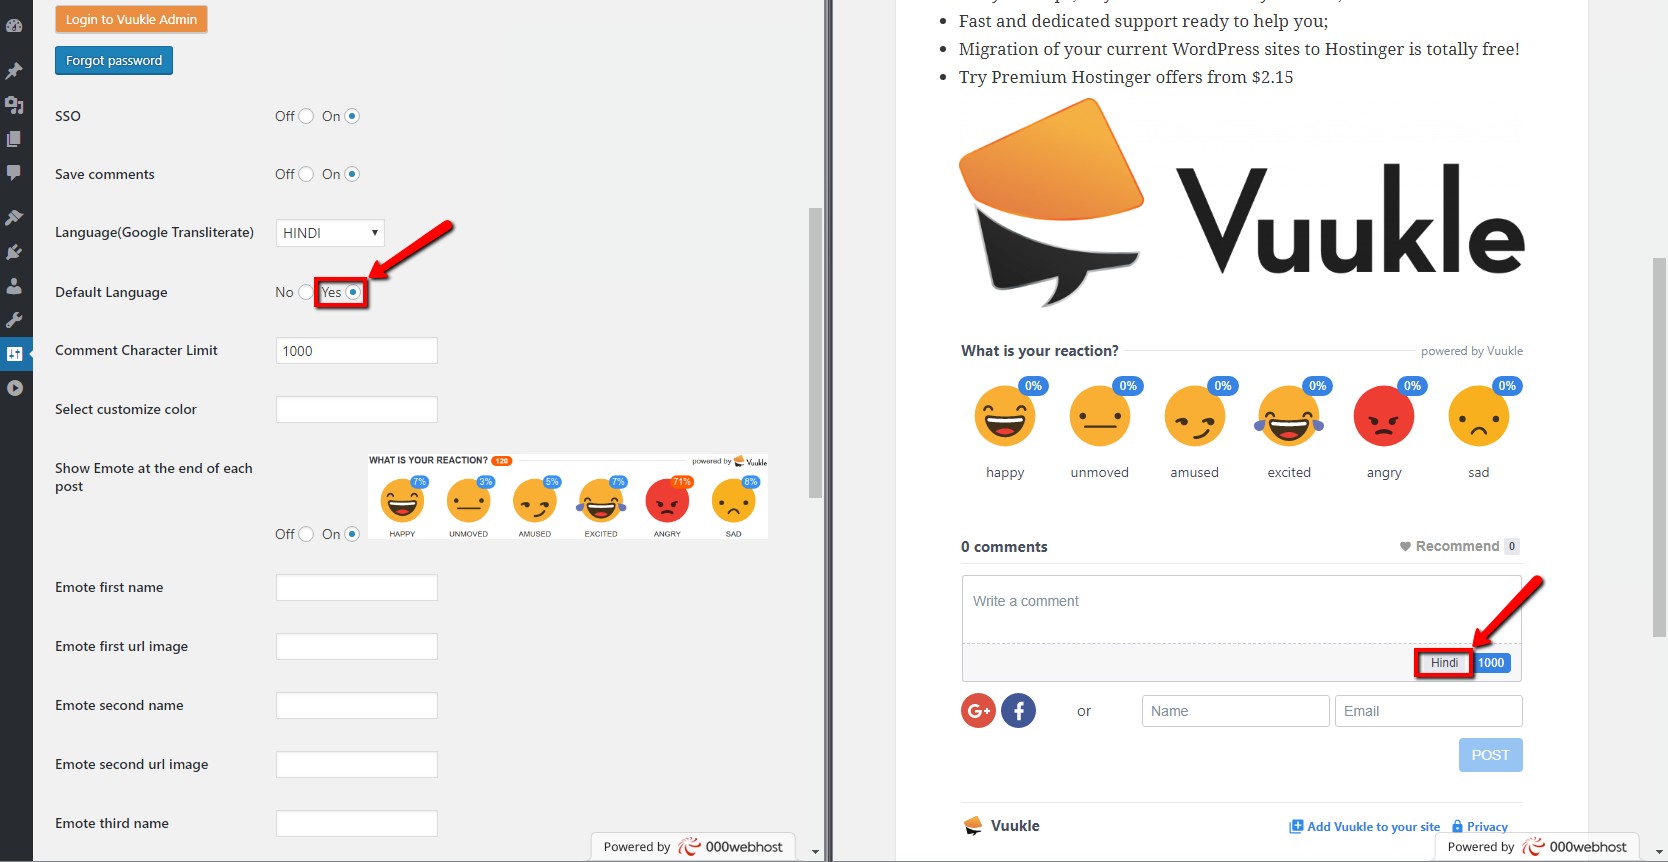 Login to Vuukle Admin
Forgot password
SSO
Off On
Save comments
Off On
Language(Google Transliterate)
HINDI
Default Language
No Yes
Comment Character Limit
1000
Select customize color
Show Emote at the end of each
post
WHAT IS YOUR REACTION? 120
powered by Vuukle
7% 3% 5% 7% 71% 8%
HAPPY UNMOVED AMUSED EXCITED ANGRY SAD
Off On
Emote first name
Emote first url image
Emote second name
Emote second url image
Emote third name
Powered by 000webhost
Fast and dedicated support ready to help you;
Migration of your current WordPress sites to Hostinger is totally free!
Try Premium Hostinger offers from $2.15
Vuukle
What is your reaction?
powered by Vuukle
0% 0% 0% 0% 0% 0%
happy unmoved amused excited angry sad
0 comments
Recommend 0
Write a comment
Hindi 1000
G+ f or Name Email
POST
Vuukle
Add Vuukle to your site Privacy
Powered by 000webhost